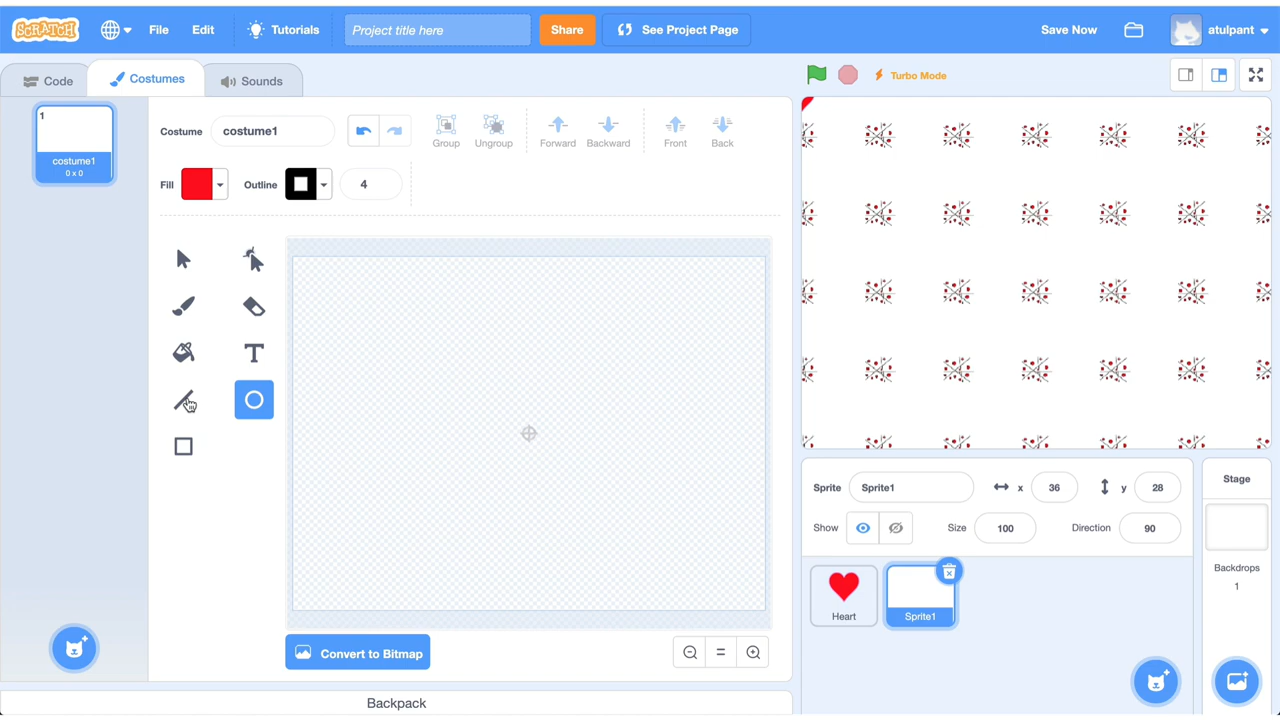 SCRATCH File Edit Tutorials Project title here Share See Project Page Save Now atulpant
Code Costumes Sounds Turbo Mode
1
costume1
0 x 0
Costume costume1 Group Ungroup Forward Backward Front Back
Fill Outline 4
T
Convert to Bitmap
Backpack
Sprite Sprite1 x 36 y 28
Show Size 100 Direction 90
Heart
Sprite1
Stage
Backdrops
1